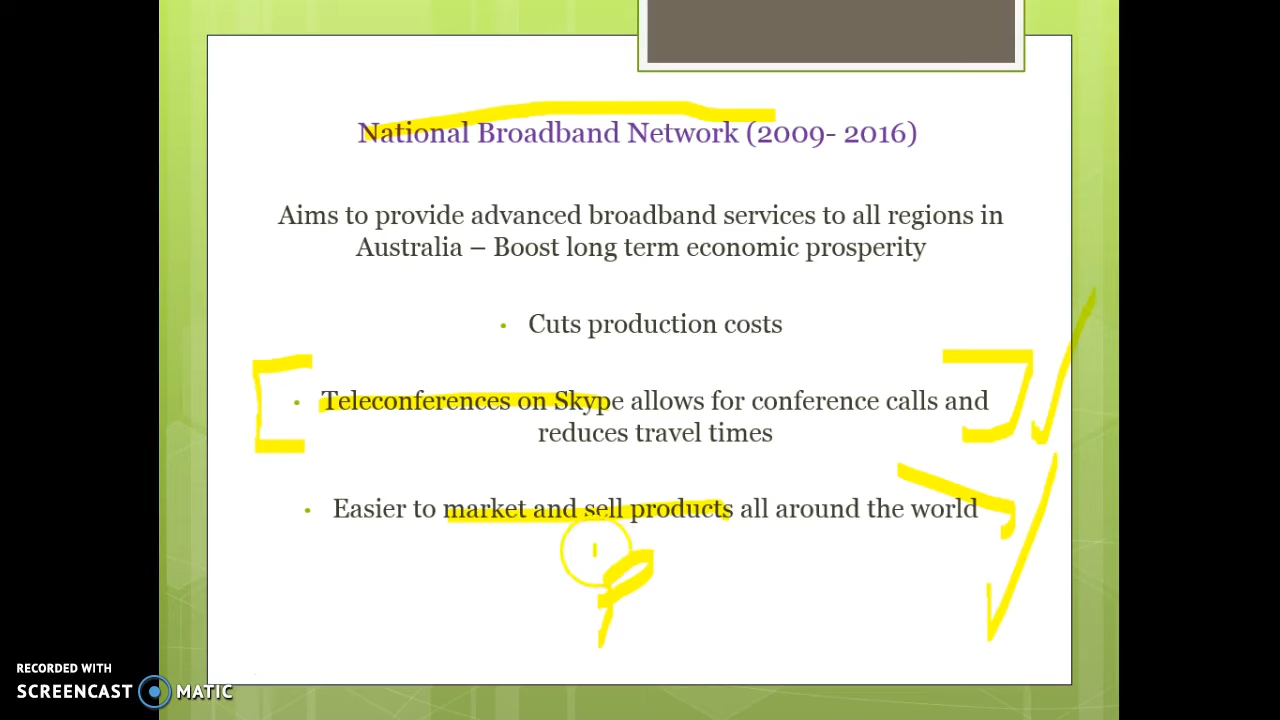 National Broadband Network (2009- 2016)
Aims to provide advanced broadband services to all regions in
Australia – Boost long term economic prosperity
• Cuts production costs
• Teleconferences on Skype allows for conference calls and
reduces travel times
• Easier to market and sell products all around the world
RECORDED WITH
SCREENCAST MATIC